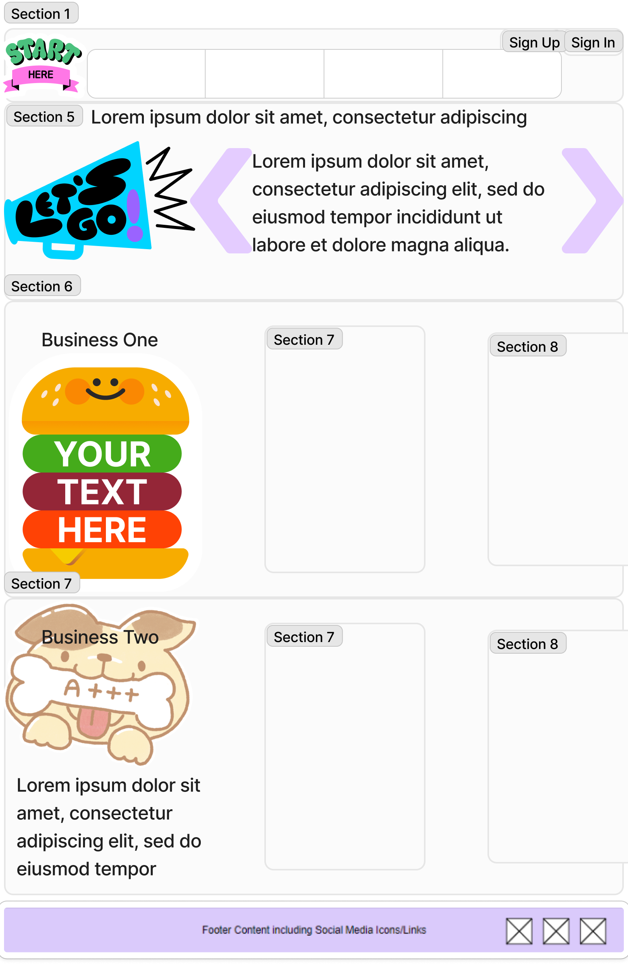 Section 1
START
HERE
Sign Up
Sign In
Section 5
Lorem ipsum dolor sit amet, consectetur adipiscing
LET'S
GO!
Lorem ipsum dolor sit amet,
consectetur adipiscing elit, sed do
eiusmod tempor incididunt ut
labore et dolore magna aliqua.
Section 6
Business One
YOUR
TEXT
HERE
Section 7
Section 8
Section 7
Business Two
A+++
Lorem ipsum dolor sit
amet, consectetur
adipiscing elit, sed do
eiusmod tempor
Section 7
Section 8
Footer Content including Social Media Icons/Links